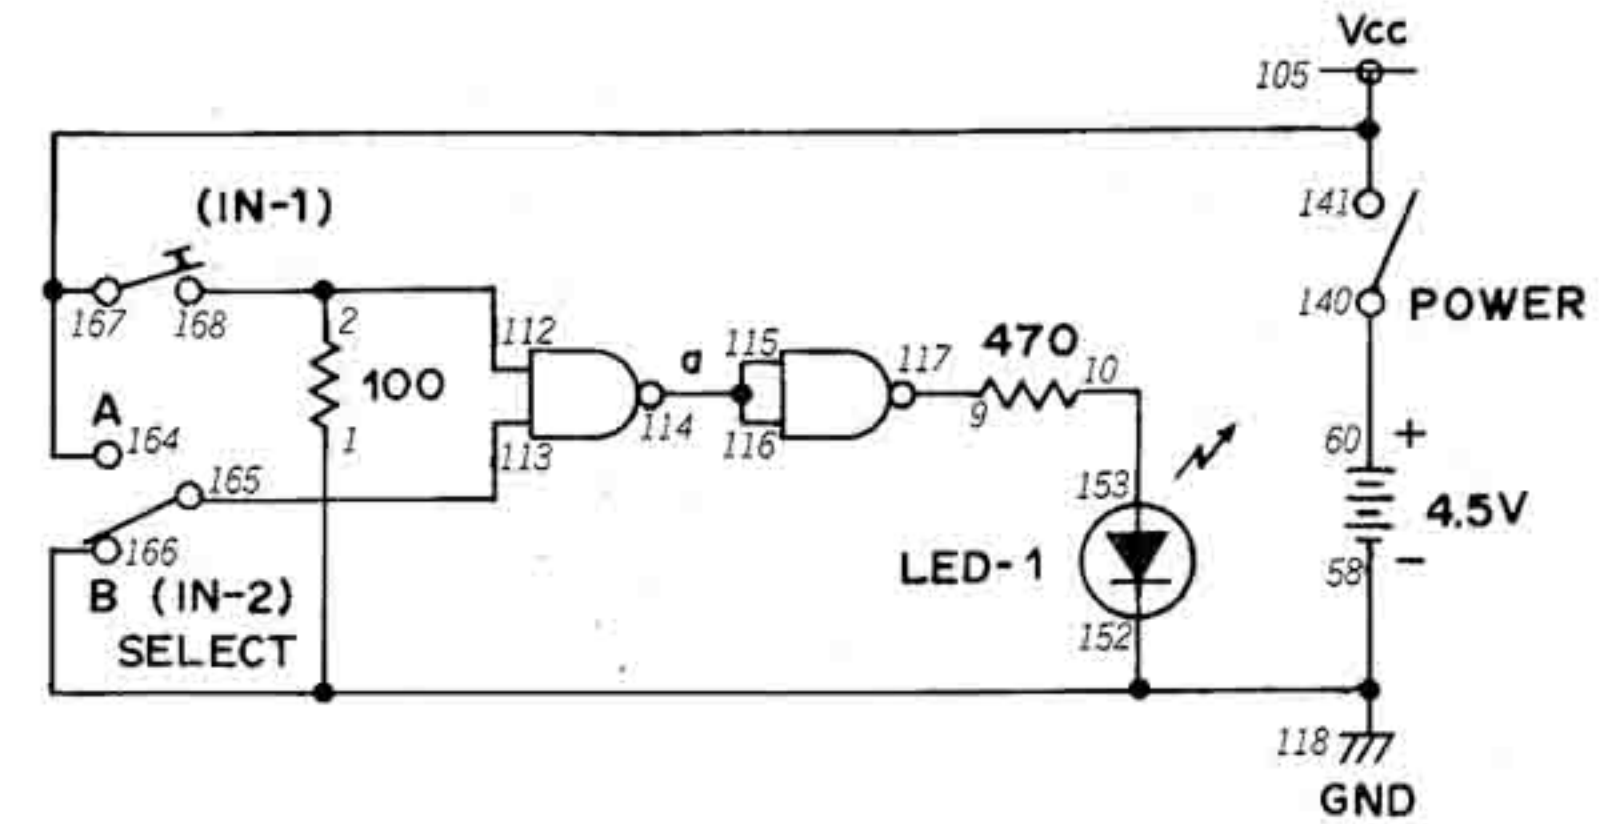 Vcc
105
(IN-1)
141
140 POWER
167 168 2
112
a 115 117 470 10
100
A
164
1
114
116
9
113
60 +
165
153
4.5V
166
LED-1
58 −
B (IN-2)
SELECT
152
118
GND